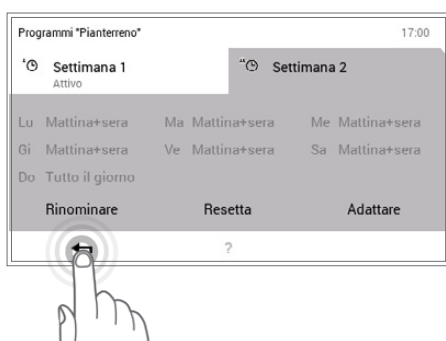 Programmi "Pianterreno" 17:00
Settimana 1 Settimana 2
Attivo
Lu Mattina+sera Ma Mattina+sera Me Mattina+sera
Gi Mattina+sera Ve Mattina+sera Sa Mattina+sera
Do Tutto il giorno
Rinominare Resetta Adattare
?